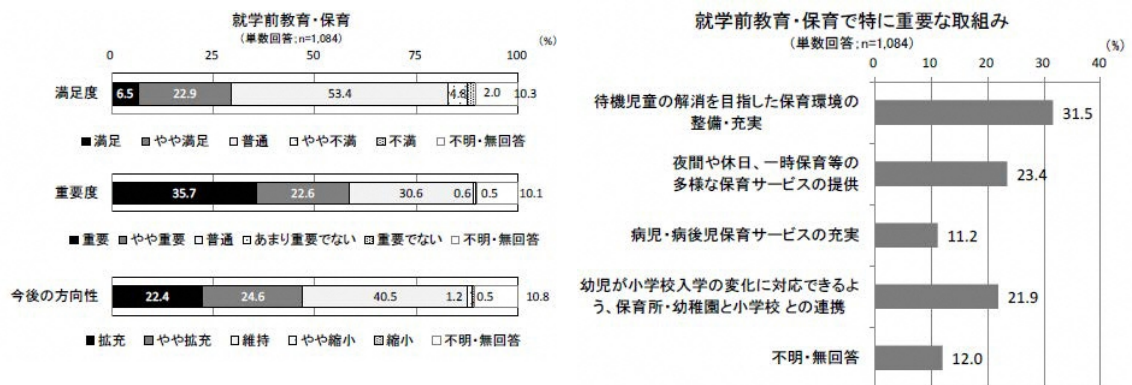 就学前教育・保育
(単数回答;n=1,084)
(%)
0 25 50 75 100
満足度 6.5 22.9 53.4 4.8 2.0 10.3
■満足 ■やや満足 □普通 □やや不満 □不満 □不明・無回答
重要度 35.7 22.6 30.6 0.6 0.5 10.1
■重要 ■やや重要 □普通 □あまり重要でない □重要でない □不明・無回答
今後の方向性 22.4 24.6 40.5 1.2 0.5 10.8
■拡充 ■やや拡充 □維持 □やや縮小 □縮小 □不明・無回答
就学前教育・保育で特に重要な取組み
(単数回答;n=1,084)
(%)
0 10 20 30 40
待機児童の解消を目指した保育環境の
整備・充実
31.5
夜間や休日、一時保育等の
多様な保育サービスの提供
23.4
病児・病後児保育サービスの充実 11.2
幼児が小学校入学の変化に対応できるよ
う、保育所・幼稚園と小学校 との連携
21.9
不明・無回答 12.0